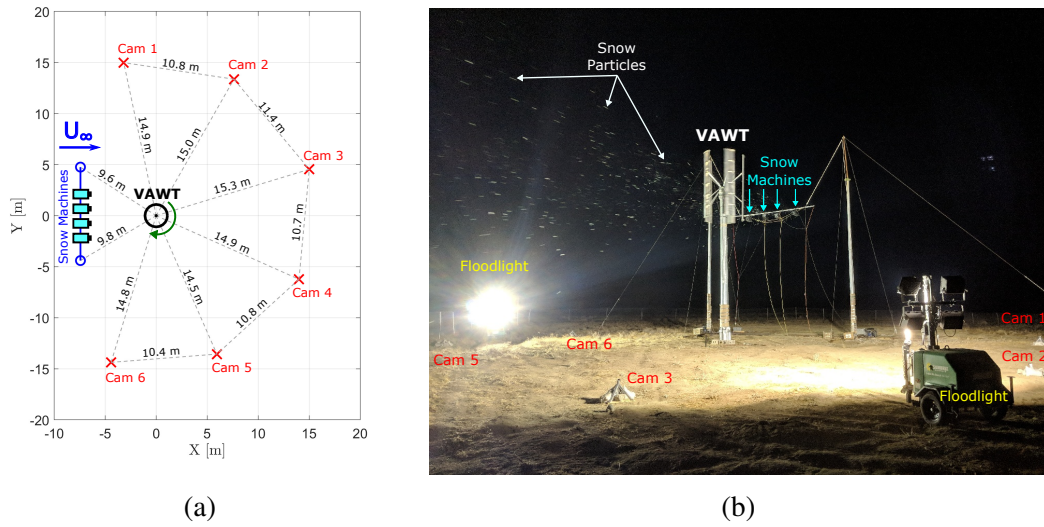 20
15
10
5
0
-5
-10
-15
-20
-10
-5
0
5
10
15
20
X [m]
Y [m]
Cam 1
10.8 m
Cam 2
11.4 m
14.9 m
15.0 m
U∞
Cam 3
9.6 m
15.3 m
VAWT
Snow Machines
10.7 m
9.8 m
14.9 m
Cam 4
14.8 m
14.5 m
10.8 m
10.4 m
Cam 5
Cam 6
(a)
Snow
Particles
VAWT
Snow
Machines
Floodlight
Cam 1
Cam 6
Cam 5
Cam 2
Cam 3
Floodlight
(b)